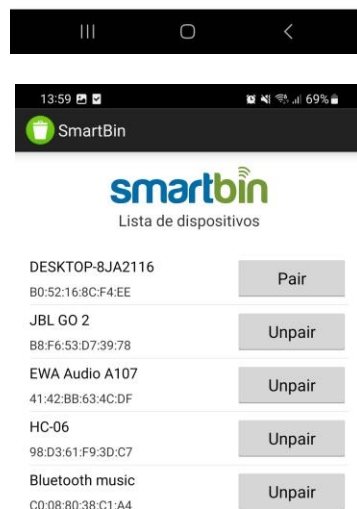 13:59 69%
SmartBin
smartbin
Lista de dispositivos
DESKTOP-8JA2116
B0:52:16:8C:F4:EE
Pair
JBL GO 2
B8:F6:53:D7:39:78
Unpair
EWA Audio A107
41:42:BB:63:4C:DF
Unpair
HC-06
98:D3:61:F9:3D:C7
Unpair
Bluetooth music
C0:08:80:38:C1:A4
Unpair